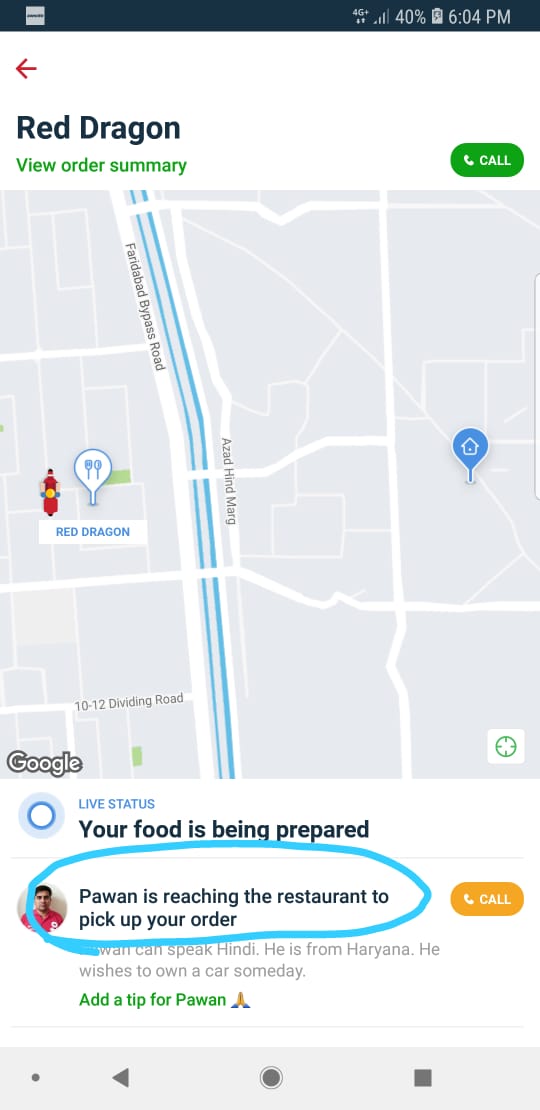 4G+ 40% 6:04 PM
Red Dragon
View order summary
CALL
Faridabad Bypass Road
Azad Hind Marg
RED DRAGON
10-12 Dividing Road
Google
LIVE STATUS
Your food is being prepared
Pawan is reaching the restaurant to
pick up your order
CALL
Pawan can speak Hindi. He is from Haryana. He
wishes to own a car someday.
Add a tip for Pawan 🙏